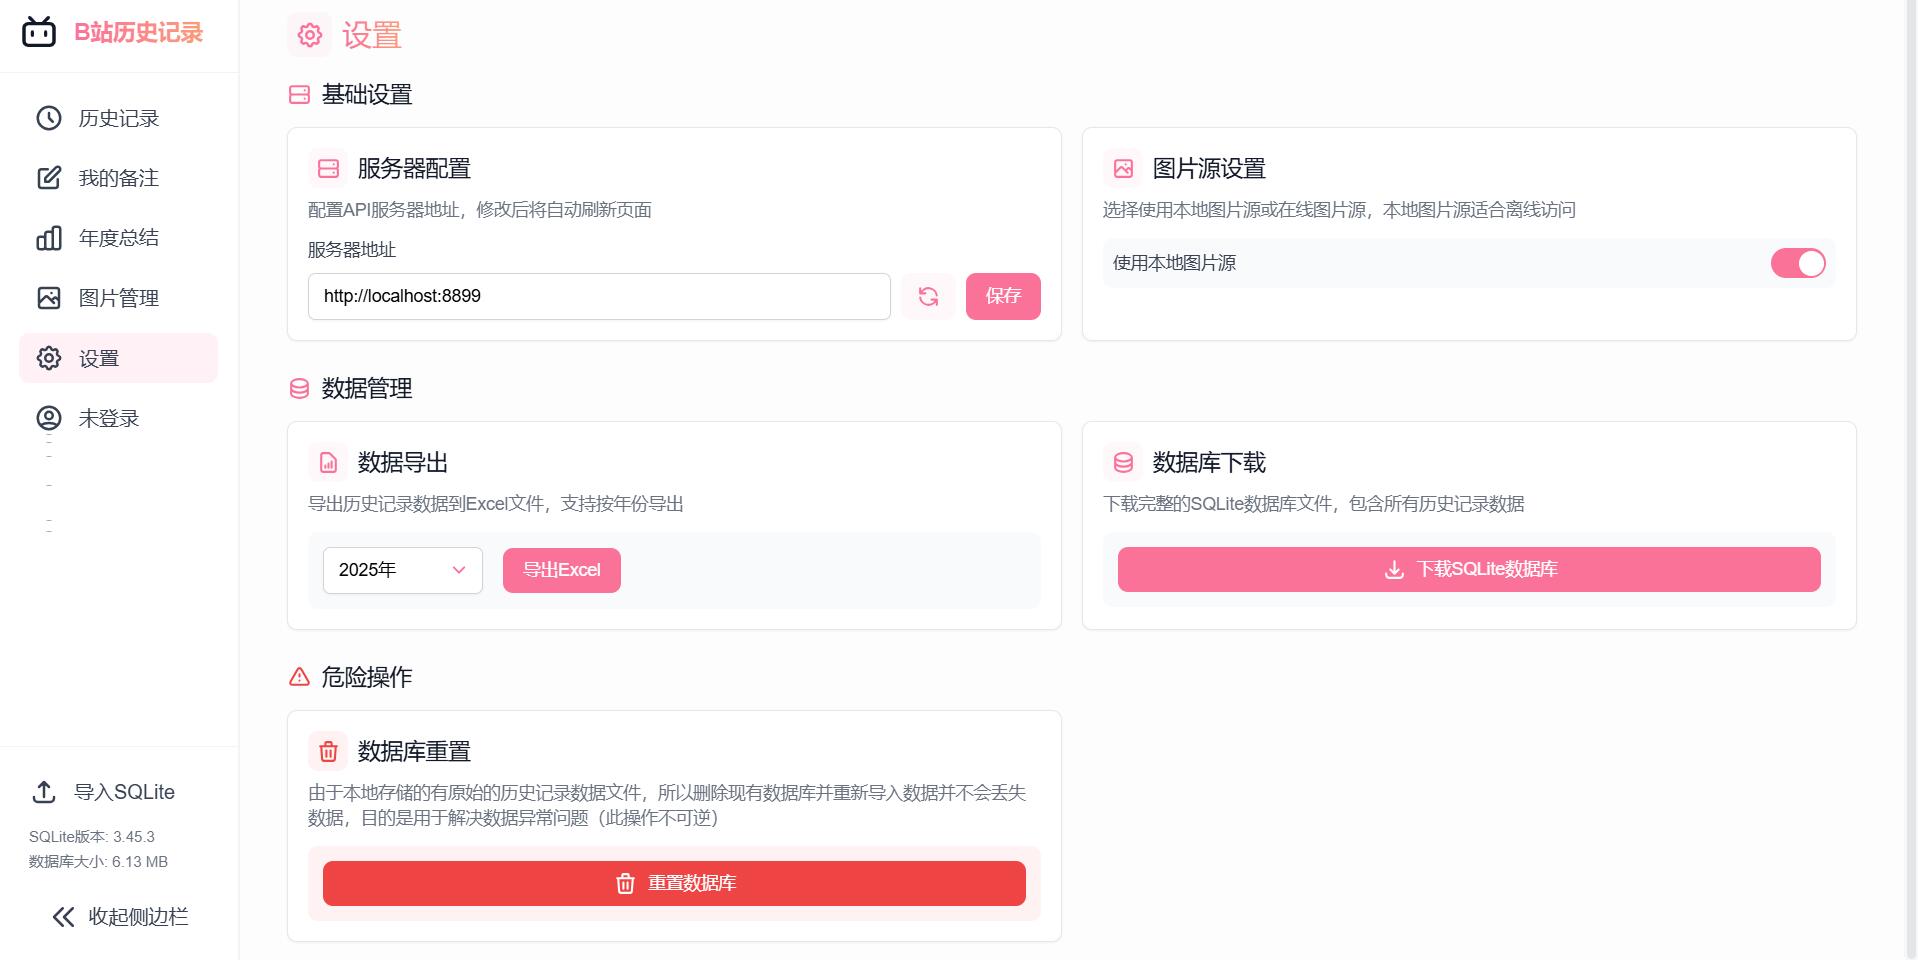 B站历史记录
历史记录
我的备注
年度总结
图片管理
设置
未登录
导入SQLite
SQLite版本: 3.45.3
数据库大小: 6.13 MB
收起侧边栏
设置
基础设置
服务器配置
配置API服务器地址，修改后将自动刷新页面
服务器地址
http://localhost:8899
保存
图片源设置
选择使用本地图片源或在线图片源，本地图片源适合离线访问
使用本地图片源
数据管理
数据导出
导出历史记录数据到Excel文件，支持按年份导出
2025年
导出Excel
数据库下载
下载完整的SQLite数据库文件，包含所有历史记录数据
下载SQLite数据库
危险操作
数据库重置
由于本地存储的有原始的历史记录数据文件，所以删除现有数据库并重新导入数据并不会丢失
数据，目的是用于解决数据异常问题（此操作不可逆）
重置数据库